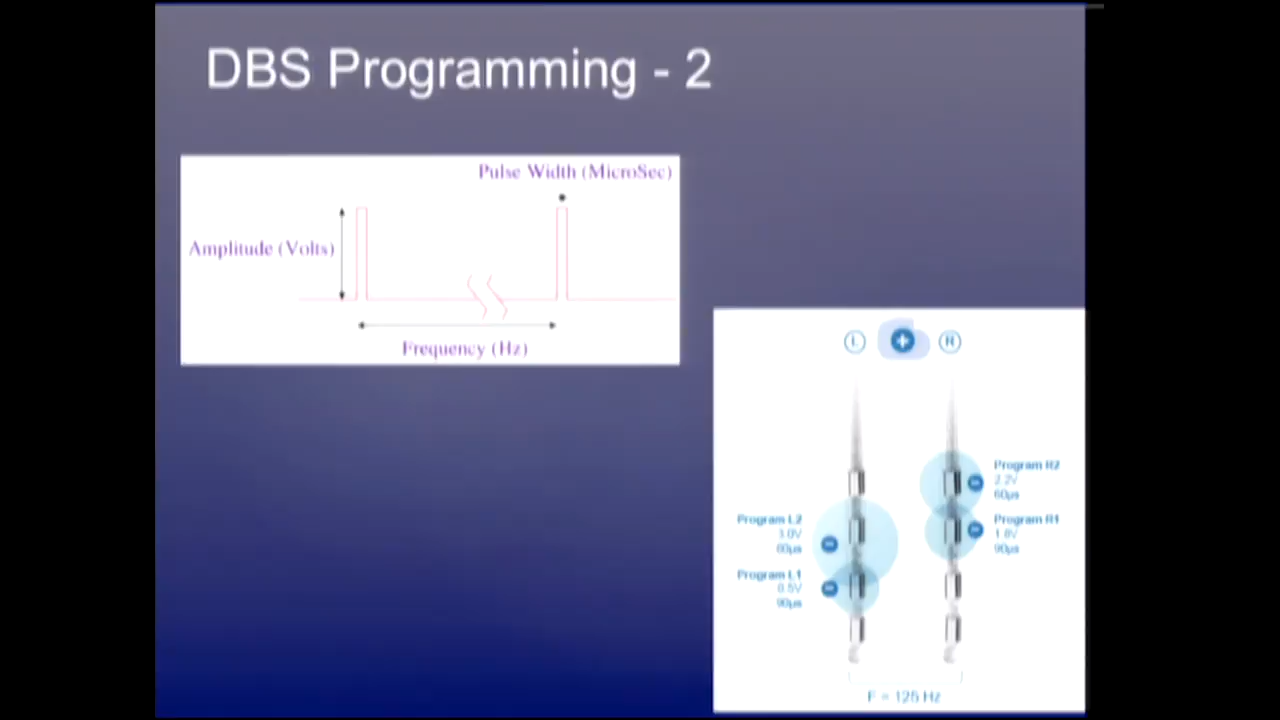 DBS Programming - 2
Pulse Width (MicroSec)
Amplitude (Volts)
Frequency (Hz)
L
R
Program R2
2.2V
60µs
Program L2
3.0V
60µs
Program R1
1.8V
90µs
Program L1
0.5V
90µs
F = 125 Hz